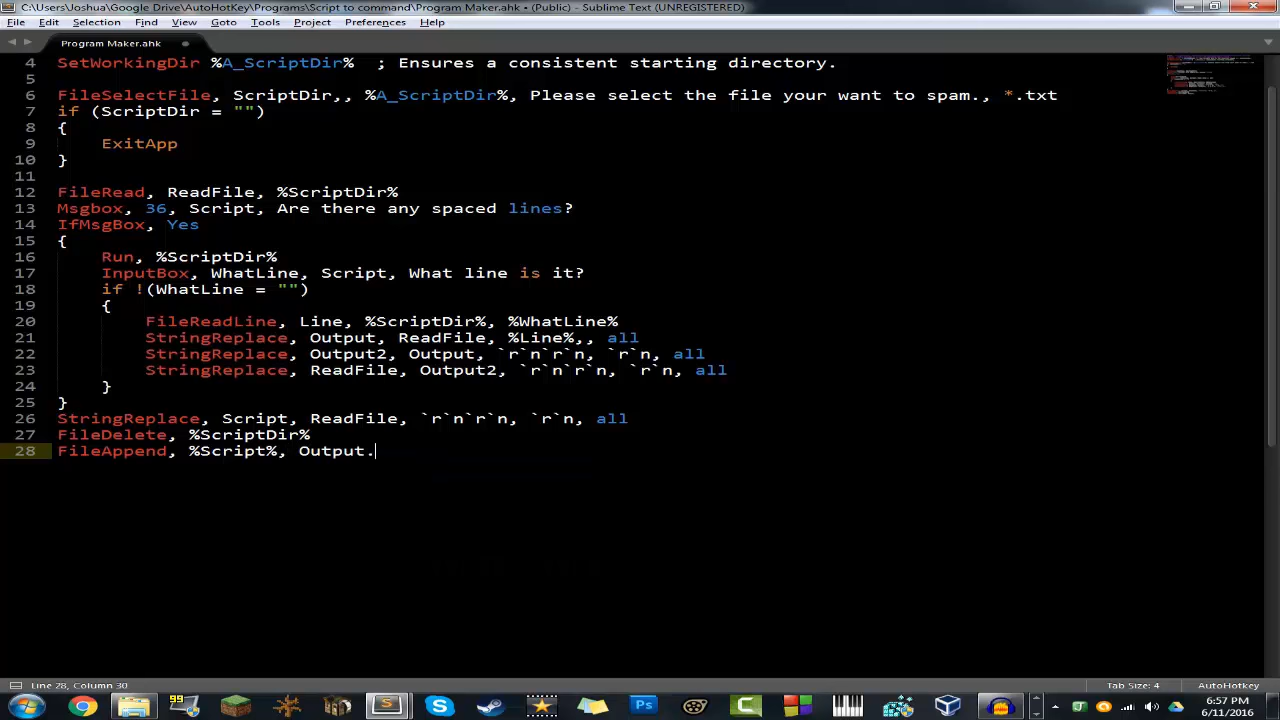 C:\Users\Joshua\Google Drive\AutoHotKey\Programs\Script to command\Program Maker.ahk • (Public) - Sublime Text (UNREGISTERED)
File Edit Selection Find View Goto Tools Project Preferences Help
Program Maker.ahk
4 SetWorkingDir %A_ScriptDir% ; Ensures a consistent starting directory.
5
6 FileSelectFile, ScriptDir,, %A_ScriptDir%, Please select the file your want to spam., *.txt
7 if (ScriptDir = "")
8 {
9 ExitApp
10 }
11
12 FileRead, ReadFile, %ScriptDir%
13 Msgbox, 36, Script, Are there any spaced lines?
14 IfMsgBox, Yes
15 {
16 Run, %ScriptDir%
17 InputBox, WhatLine, Script, What line is it?
18 if !(WhatLine = "")
19 {
20 FileReadLine, Line, %ScriptDir%, %WhatLine%
21 StringReplace, Output, ReadFile, %Line%,, all
22 StringReplace, Output2, Output, `r`n`r`n, `r`n, all
23 StringReplace, ReadFile, Output2, `r`n`r`n, `r`n, all
24 }
25 }
26 StringReplace, Script, ReadFile, `r`n`r`n, `r`n, all
27 FileDelete, %ScriptDir%
28 FileAppend, %Script%, Output.
Line 28, Column 30 Tab Size: 4 AutoHotkey
99 Ps 6:57 PM
6/11/2016